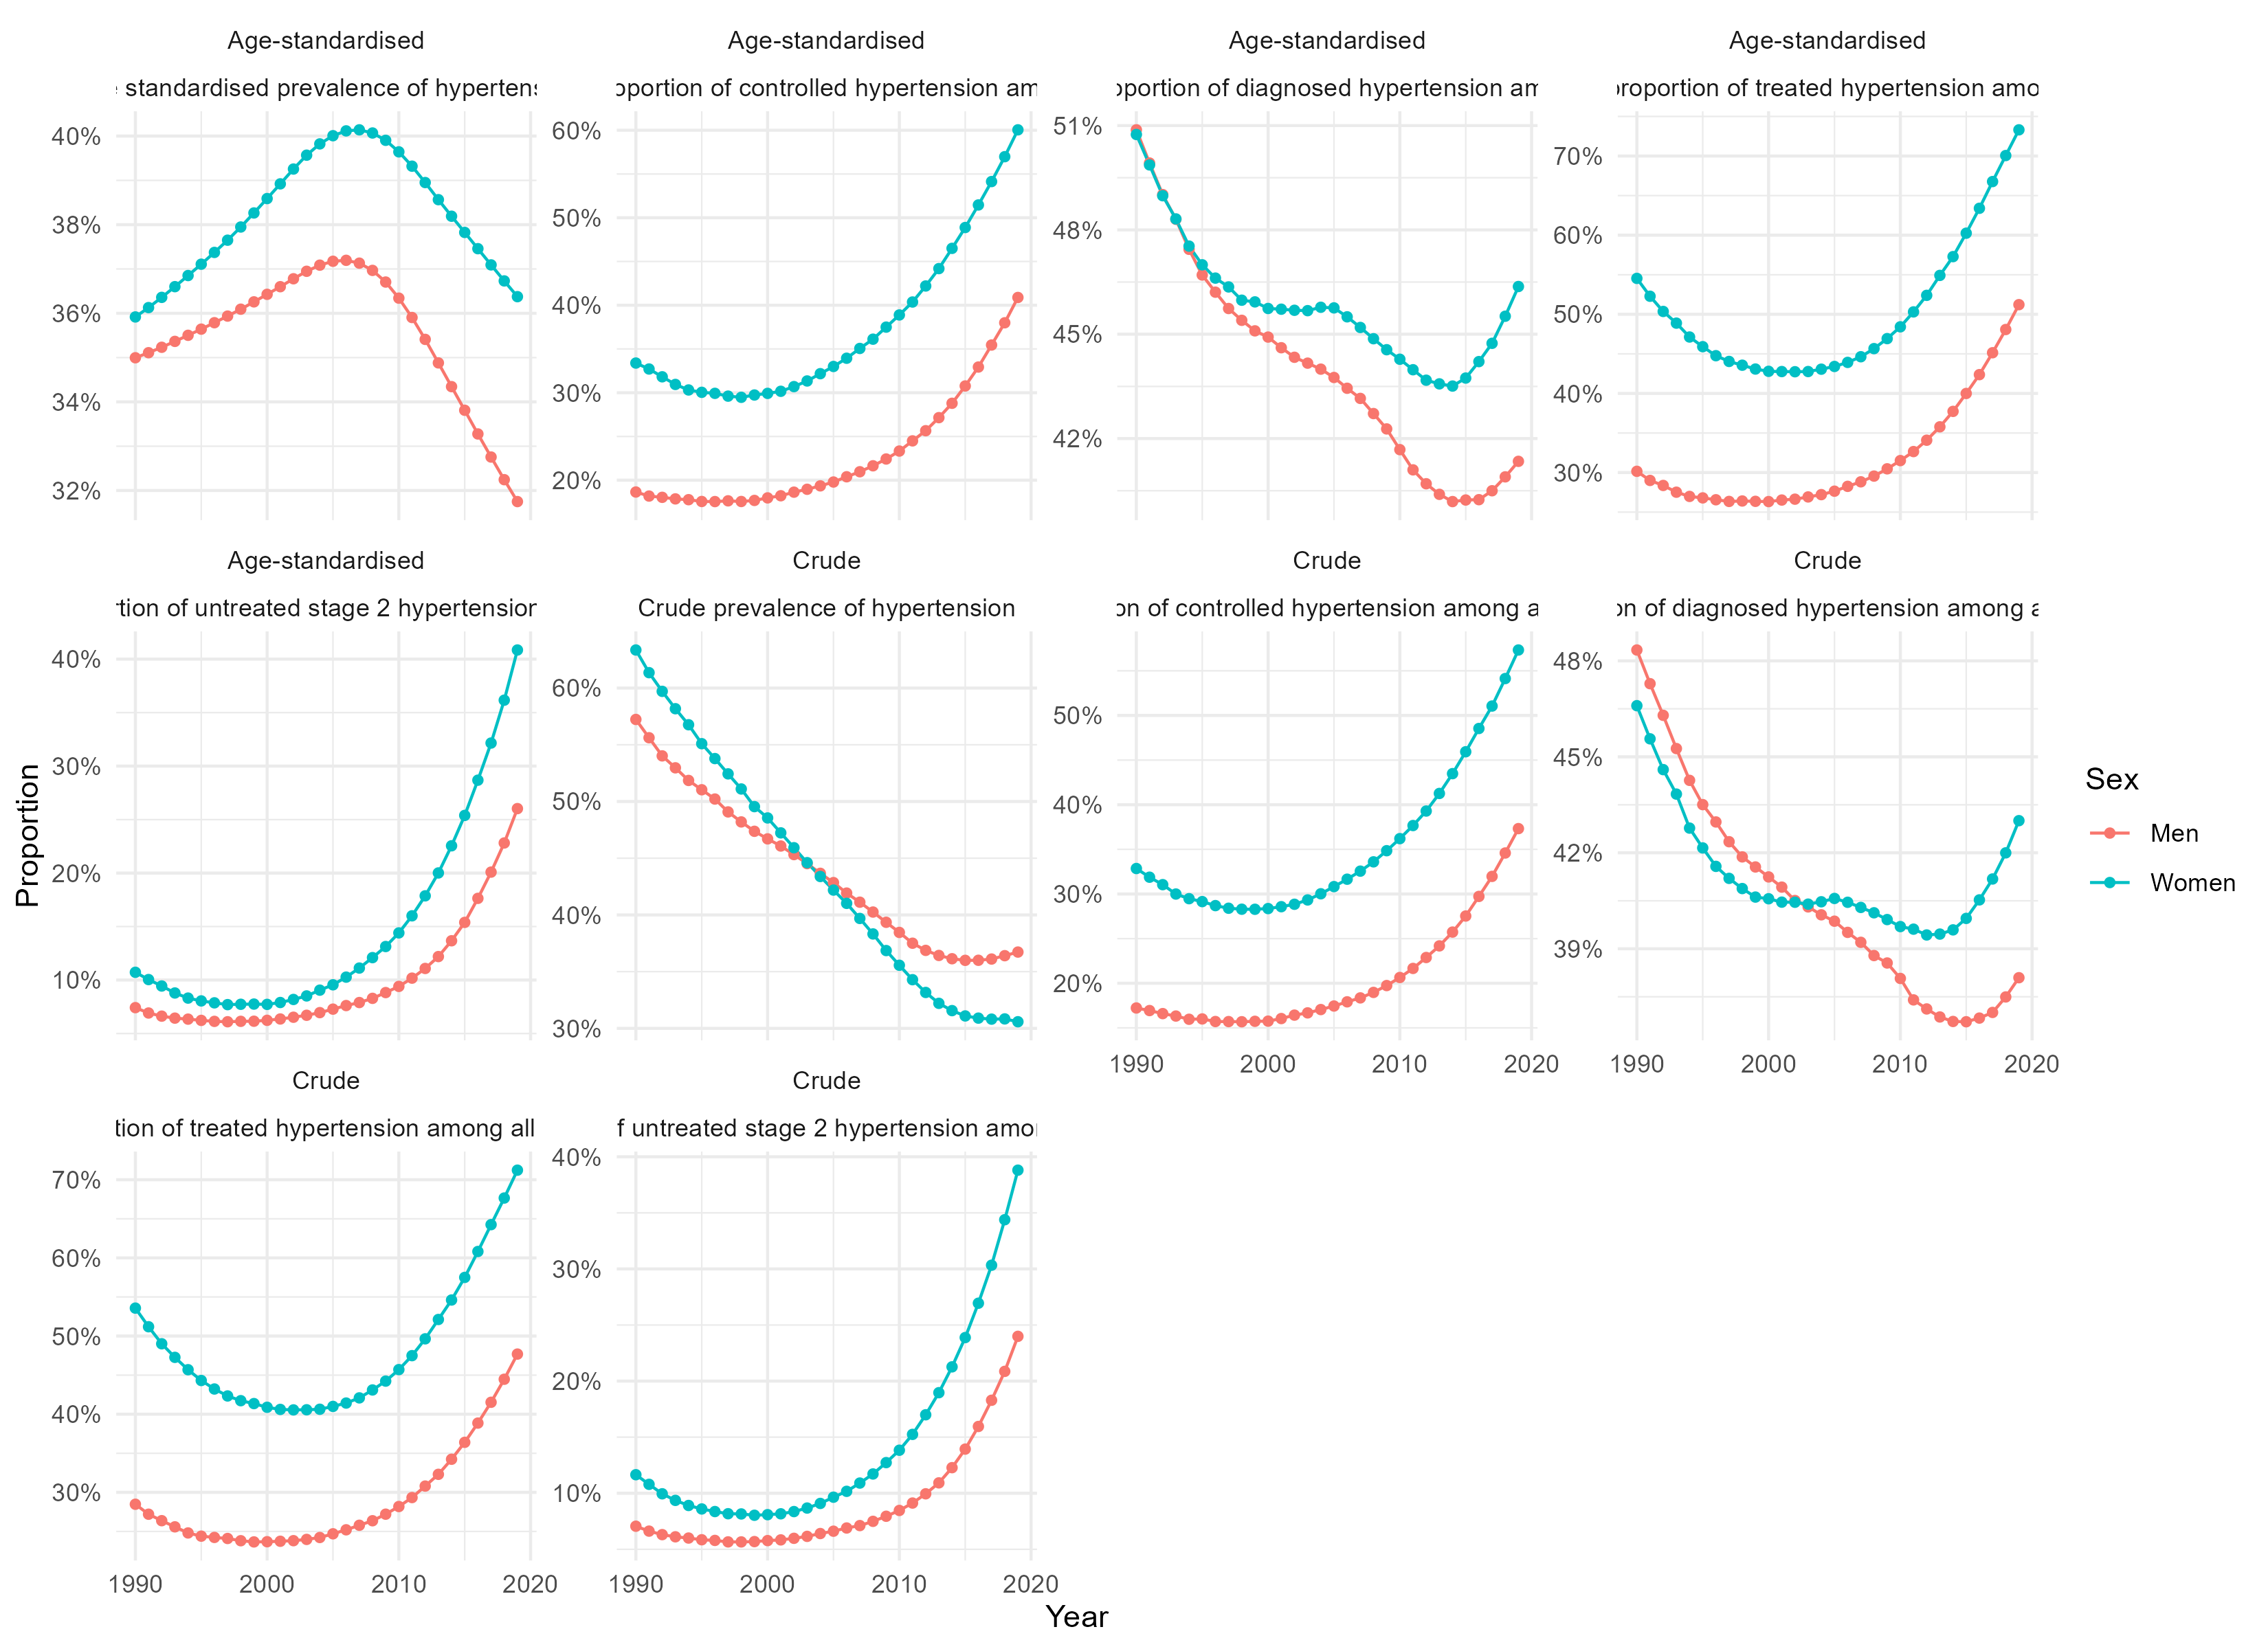 Age-standardised
Age-standardised
Age-standardised
Age-standardised
standardised prevalence of hypertens
oportion of controlled hypertension am
oportion of diagnosed hypertension am
proportion of treated hypertension amo
40%
38%
36%
34%
32%
60%
50%
40%
30%
20%
51%
48%
45%
42%
70%
60%
50%
40%
30%
Age-standardised
Crude
Crude
Crude
rtion of untreated stage 2 hypertension
Crude prevalence of hypertension
on of controlled hypertension among a
on of diagnosed hypertension among a
40%
30%
20%
10%
60%
50%
40%
30%
50%
40%
30%
20%
48%
45%
42%
39%
1990 2000 2010 2020
1990 2000 2010 2020
Crude
Crude
tion of treated hypertension among all
f untreated stage 2 hypertension amo
70%
60%
50%
40%
30%
40%
30%
20%
10%
1990 2000 2010 2020
1990 2000 2010 2020
Year
Proportion
Sex
Men
Women